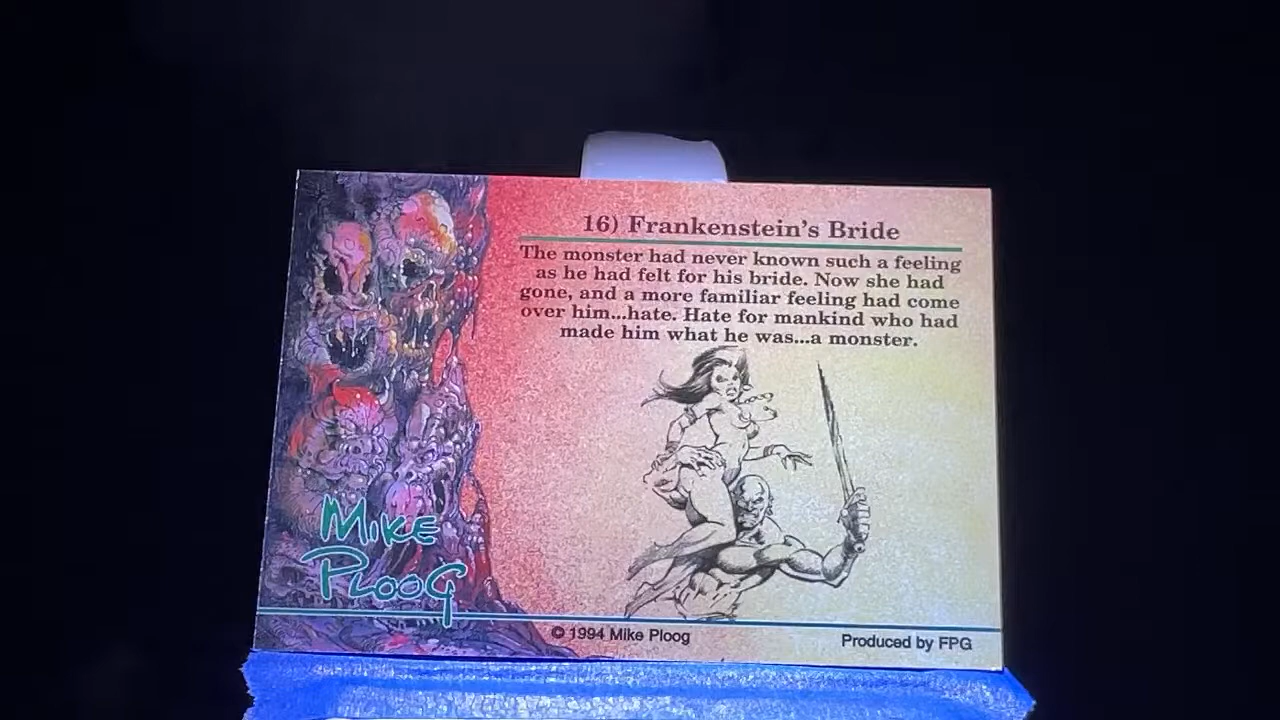 16) Frankenstein's Bride
The monster had never known such a feeling
as he had felt for his bride. Now she had
gone, and a more familiar feeling had come
over him...hate. Hate for mankind who had
made him what he was...a monster.
MIKE
PLOOG
© 1994 Mike Ploog
Produced by FPG